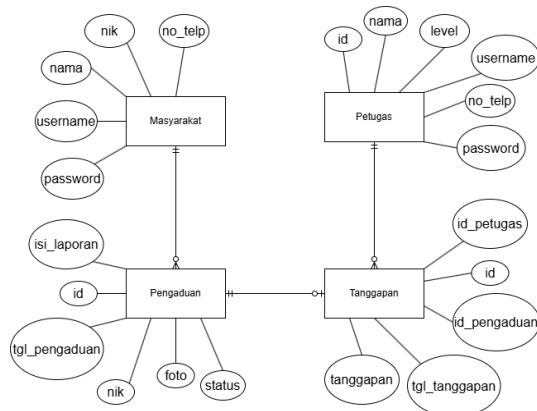 nik
no_telp
nama
username
password
Masyarakat
id
nama
level
username
no_telp
password
Petugas
isi_laporan
id
tgl_pengaduan
nik
foto
status
Pengaduan
id_petugas
id
id_pengaduan
tanggapan
tgl_tanggapan
Tanggapan